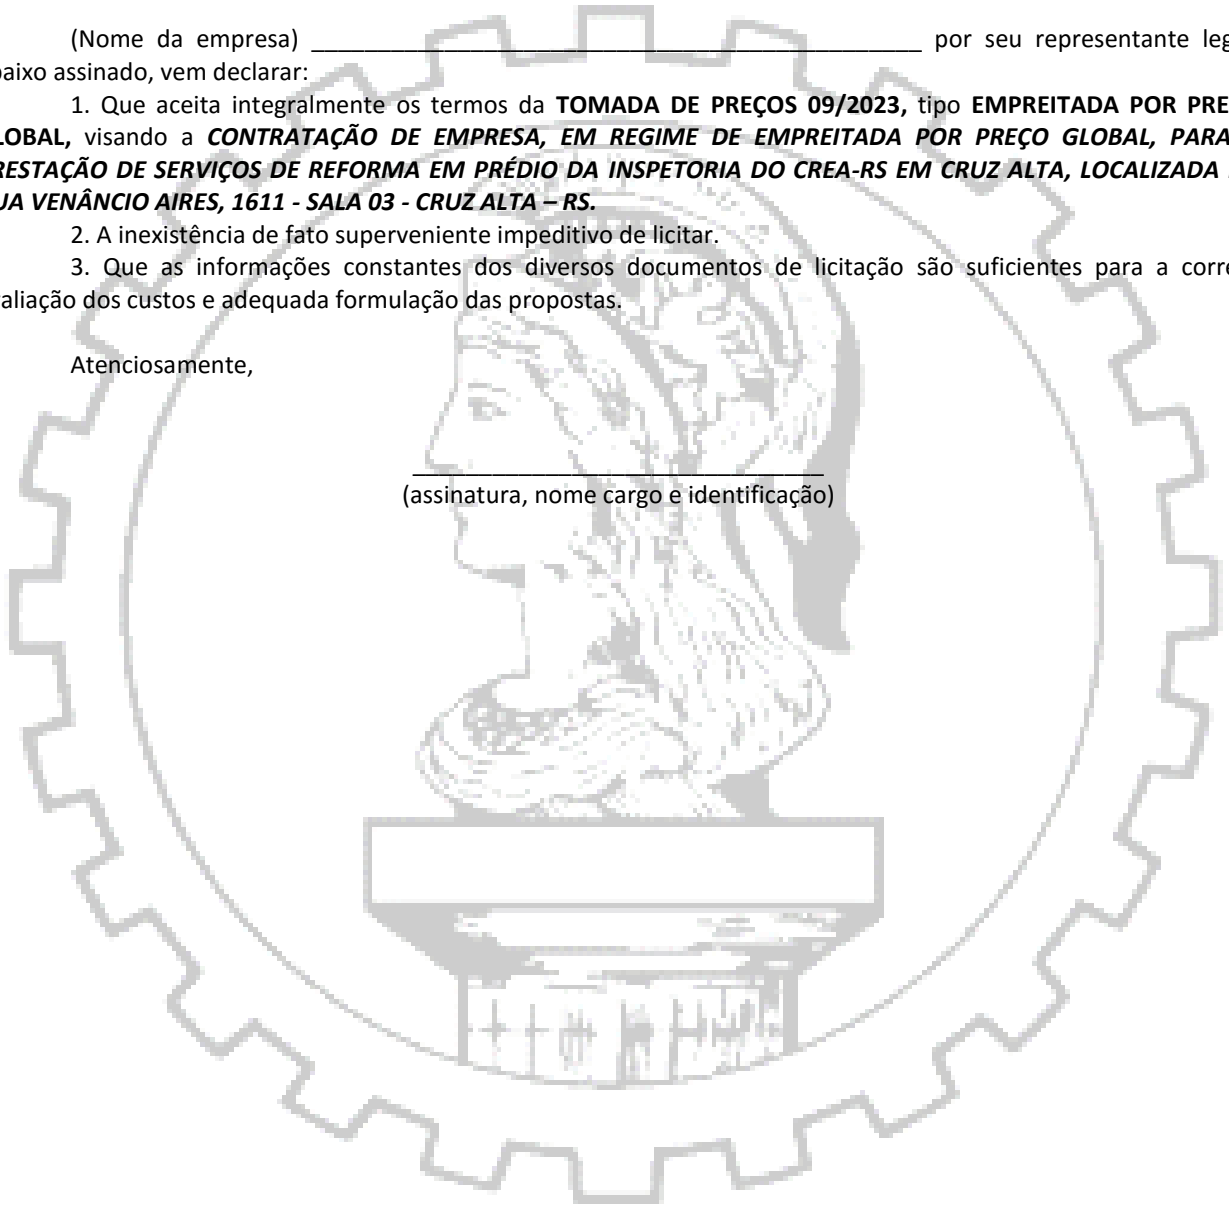 (Nome da empresa) ______________________________________________ por seu representante leg
baixo assinado, vem declarar:
1. Que aceita integralmente os termos da TOMADA DE PREÇOS 09/2023, tipo EMPREITADA POR PRE
LOBAL, visando a CONTRATAÇÃO DE EMPRESA, EM REGIME DE EMPREITADA POR PREÇO GLOBAL, PARA
RESTAÇÃO DE SERVIÇOS DE REFORMA EM PRÉDIO DA INSPETORIA DO CREA-RS EM CRUZ ALTA, LOCALIZADA
UA VENÂNCIO AIRES, 1611 - SALA 03 - CRUZ ALTA – RS.
2. A inexistência de fato superveniente impeditivo de licitar.
3. Que as informações constantes dos diversos documentos de licitação são suficientes para a corre
aliação dos custos e adequada formulação das propostas.
Atenciosamente,
_______________________________
(assinatura, nome cargo e identificação)